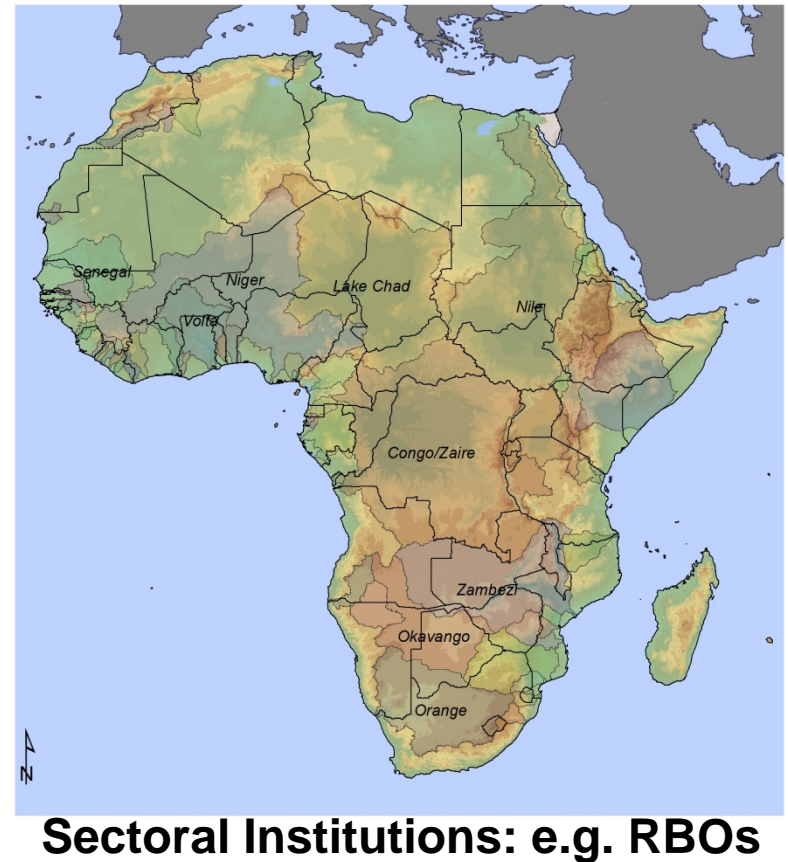 Senegal
Niger
Lake Chad
Nile
Volta
Congo/Zaire
Zambezi
Okavango
Orange
N
Sectoral Institutions: e.g. RBOs